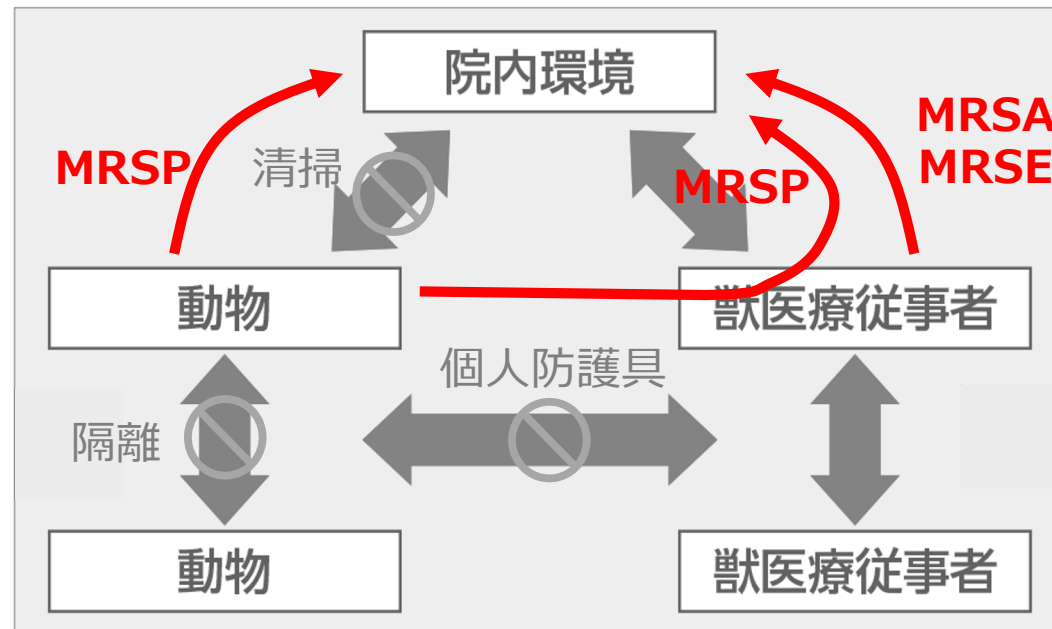 院内環境
MRSA
MRSE
MRSP
清掃
MRSP
動物
獣医療従事者
個人防護具
隔離
動物
獣医療従事者